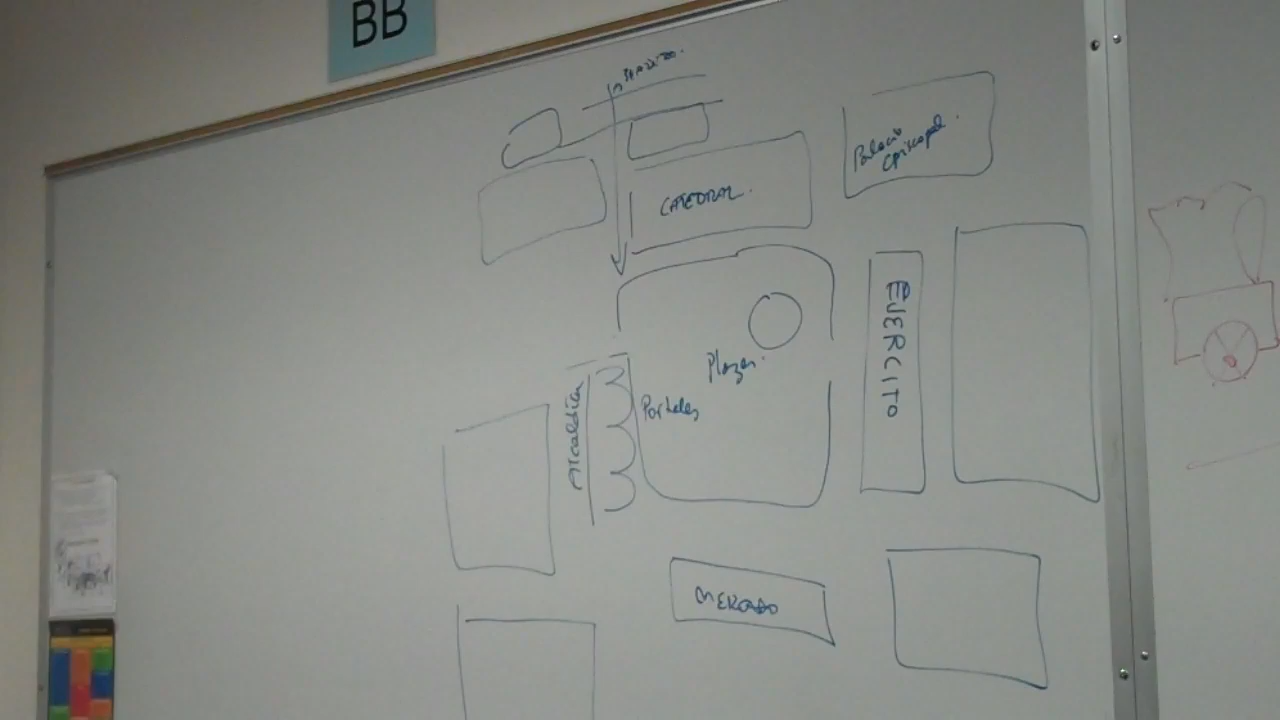 BB
CATEDRAL.
Palacio
Episcopal.
EJERCITO
Plaza.
Portales
Alcaldía
MERCADO